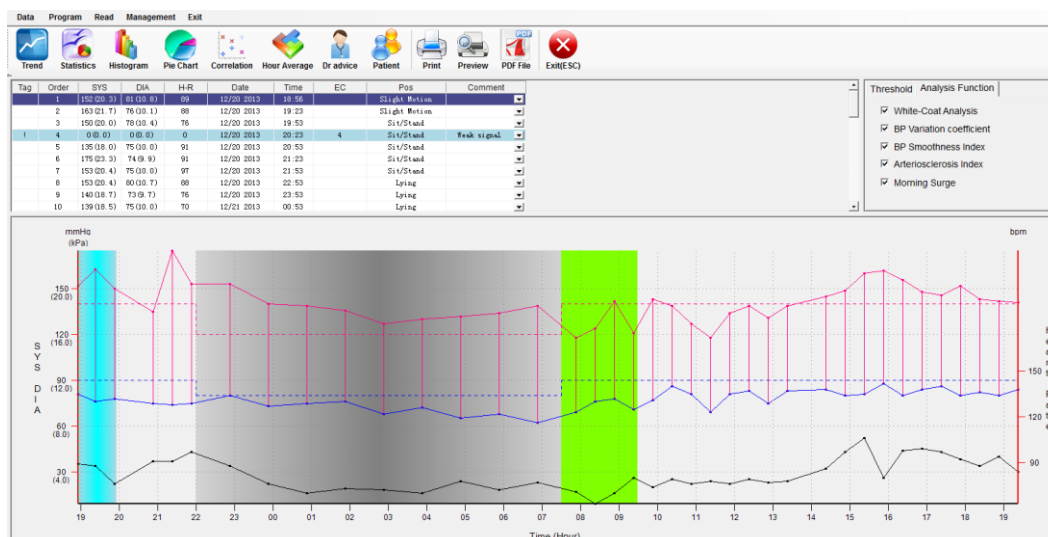 Data Program Read Management Exit
Trend Statistics Histogram Pie Chart Correlation Hour Average Dr advice Patient Print Preview PDF File Exit(ESC)
PDF
Tag Order SYS DIA H-R Date Time EC Pos Comment
1 152(20.3) 81(10.8) 89 12/20 2013 18:56 Slight Motion
2 163(21.7) 76(10.1) 88 12/20 2013 19:23 Slight Motion
3 150(20.0) 78(10.4) 76 12/20 2013 19:53 Sit/Stand
! 4 0(0.0) 0(0.0) 0 12/20 2013 20:23 4 Weak signal
5 135(18.0) 75(10.0) 91 12/20 2013 20:53 Sit/Stand
6 175(23.3) 74(9.9) 91 12/20 2013 21:23 Sit/Stand
7 153(20.4) 75(10.0) 97 12/20 2013 21:53 Sit/Stand
8 153(20.4) 80(10.7) 88 12/20 2013 22:53 Lying
9 140(18.7) 73(9.7) 76 12/20 2013 23:53 Lying
10 139(18.5) 75(10.0) 70 12/21 2013 00:53 Lying
Threshold Analysis Function
White-Coat Analysis
BP Variation coefficient
BP Smoothness Index
Arteriosclerosis Index
Morning Surge
mmHq
(kPa)
bpm
150
(20.0)
120
(16.0)
90
(12.0)
60
(8.0)
30
(4.0)
SYS DIA
150
120
90
19 20 21 22 23 00 01 02 03 04 05 06 07 08 09 10 11 12 13 14 15 16 17 18 19
Time (Hour)